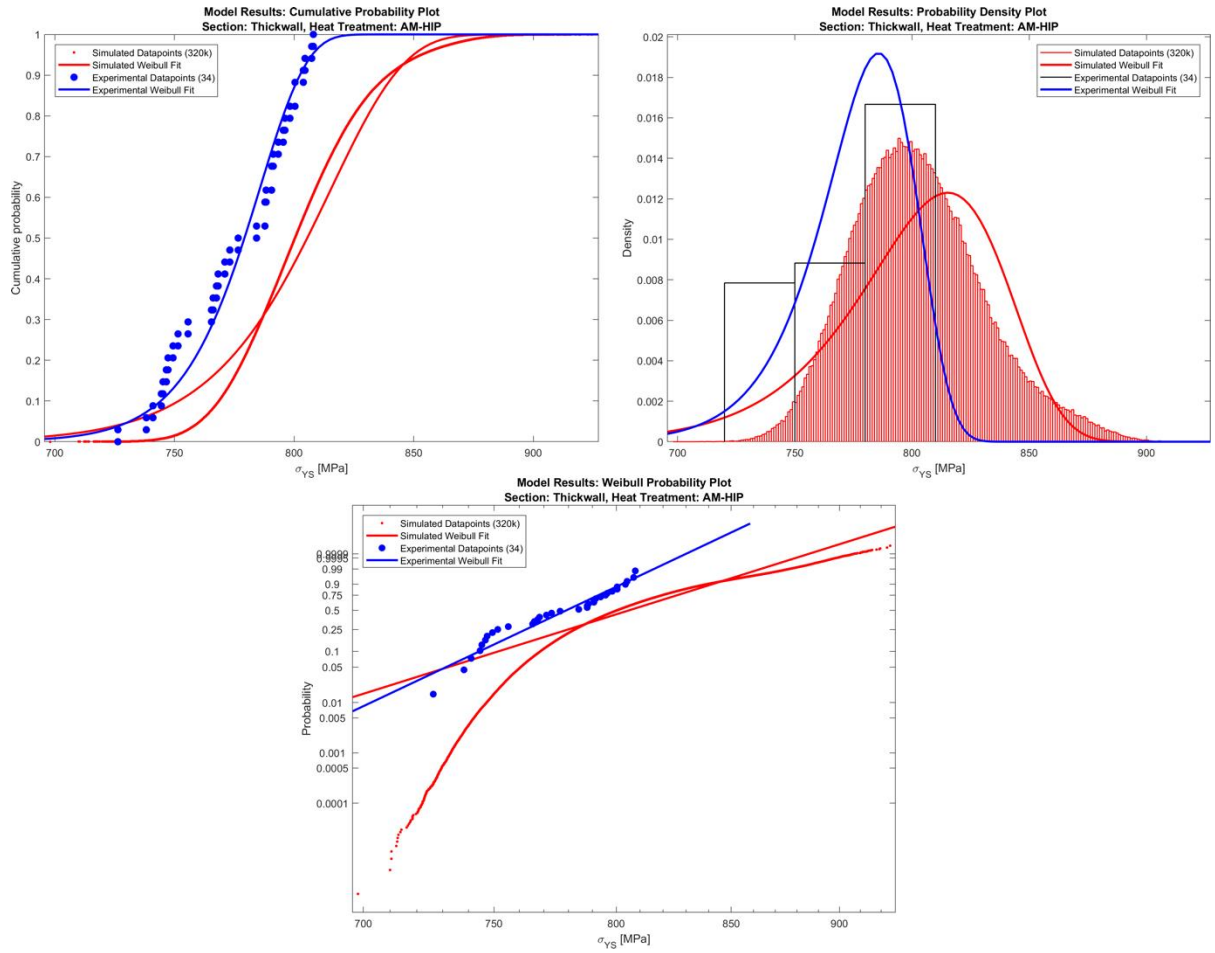 Model Results: Cumulative Probability Plot
Section: Thickwall, Heat Treatment: AM-HIP
Simulated Datapoints (320k)
Simulated Weibull Fit
Experimental Datapoints (34)
Experimental Weibull Fit
Cumulative probability
1
0.9
0.8
0.7
0.6
0.5
0.4
0.3
0.2
0.1
0
700
750
800
850
900
σYS [MPa]
Model Results: Probability Density Plot
Section: Thickwall, Heat Treatment: AM-HIP
Simulated Datapoints (320k)
Simulated Weibull Fit
Experimental Datapoints (34)
Experimental Weibull Fit
Density
0.02
0.018
0.016
0.014
0.012
0.01
0.008
0.006
0.004
0.002
0
700
750
800
850
900
σYS [MPa]
Model Results: Weibull Probability Plot
Section: Thickwall, Heat Treatment: AM-HIP
Simulated Datapoints (320k)
Simulated Weibull Fit
Experimental Datapoints (34)
Experimental Weibull Fit
Probability
0.9999
0.9995
0.99
0.9
0.75
0.5
0.25
0.1
0.05
0.01
0.005
0.001
0.0005
0.0001
700
750
800
850
900
σYS [MPa]